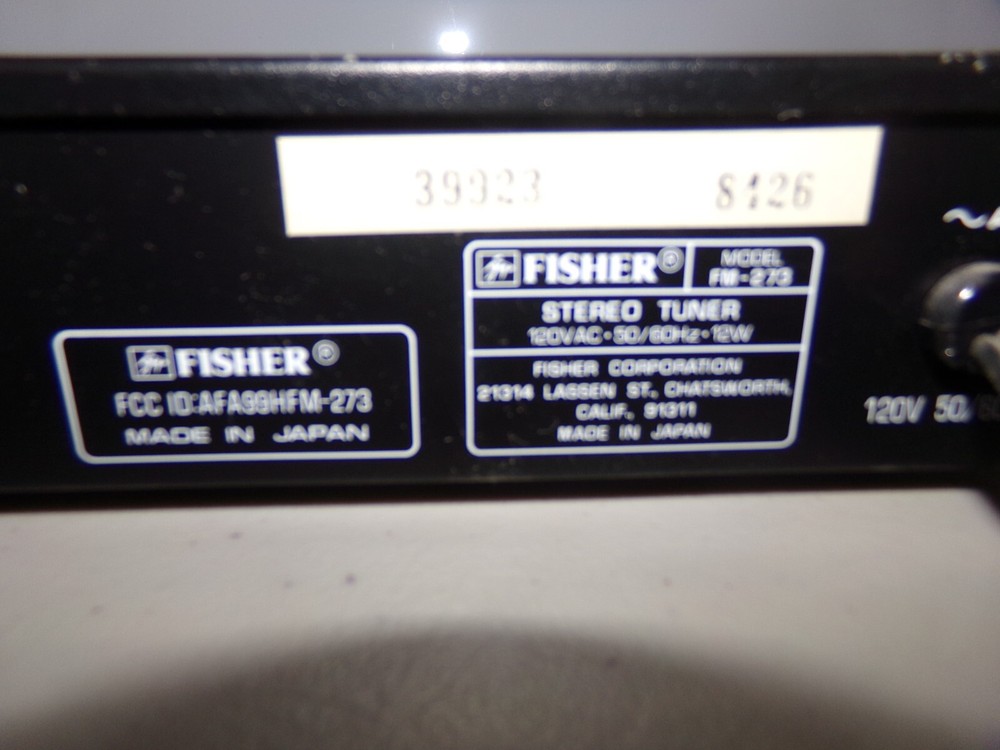 39923 8426
FISHER®
MODEL
FM-273
STEREO TUNER
120VAC·50/60Hz·12W
FISHER CORPORATION
21314 LASSEN ST., CHATSWORTH,
CALIF. 91311
MADE IN JAPAN
FISHER®
FCC ID:AFA99HFM-273
MADE IN JAPAN
120V 50/